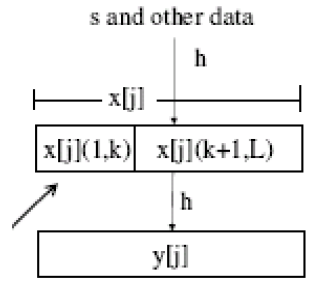 s and other data
h
x[j]
x[j](1,k) x[j](k+1,L)
h
y[j]